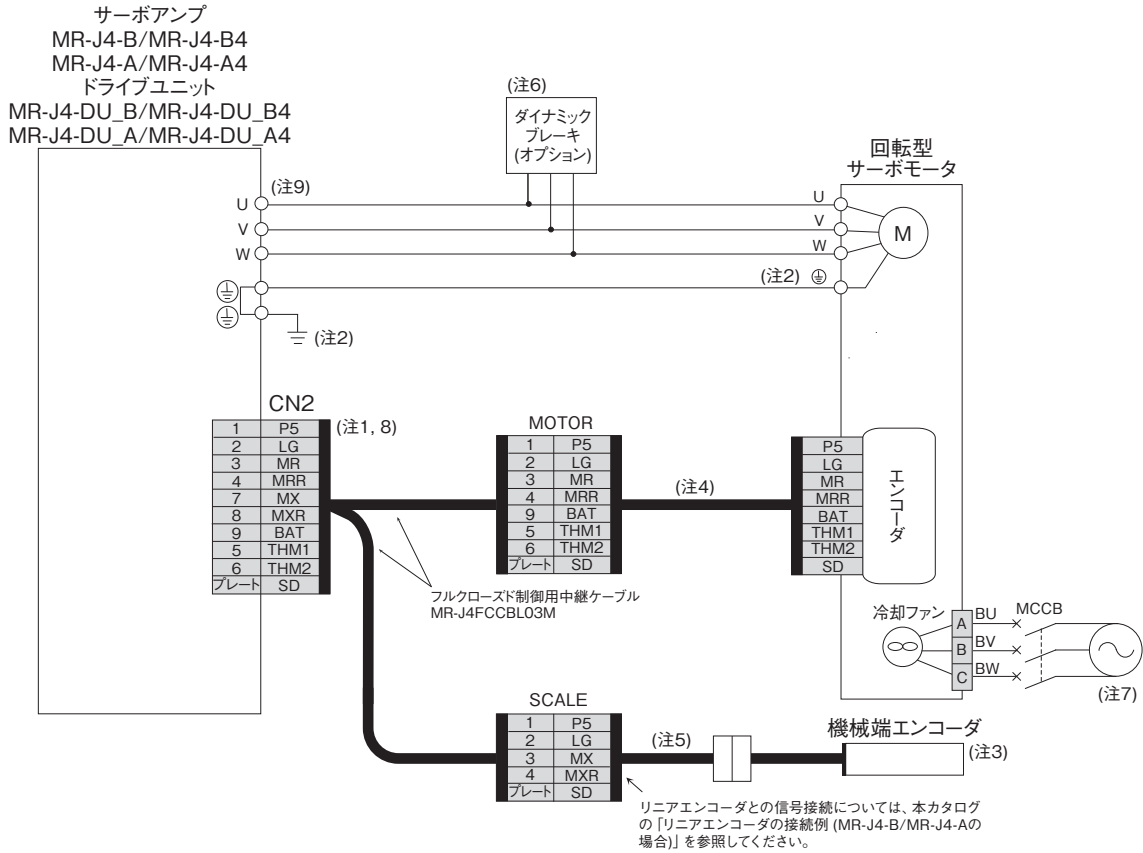 サーボアンプ
MR-J4-B/MR-J4-B4
MR-J4-A/MR-J4-A4
ドライブユニット
MR-J4-DU_B/MR-J4-DU_B4
MR-J4-DU_A/MR-J4-DU_A4
(注6)
ダイナミック
ブレーキ
(オプション)
回転型
サーボモータ
(注9)
U
V
W
U
V
W
M
(注2)
(注2)
CN2
(注1, 8)
1 P5
2 LG
3 MR
4 MRR
7 MX
8 MXR
9 BAT
5 THM1
6 THM2
プレート SD
MOTOR
1 P5
2 LG
3 MR
4 MRR
9 BAT
5 THM1
6 THM2
プレート SD
(注4)
P5
LG
MR
MRR
BAT
THM1
THM2
SD
エンコーダ
フルクローズド制御用中継ケーブル
MR-J4FCCBL03M
冷却ファン
A BU
B BV
C BW
MCCB
(注7)
SCALE
1 P5
2 LG
3 MX
4 MXR
プレート SD
(注5)
機械端エンコーダ
(注3)
リニアエンコーダとの信号接続については、本カタログ
の「リニアエンコーダの接続例 (MR-J4-B/MR-J4-Aの
場合)」を参照してください。